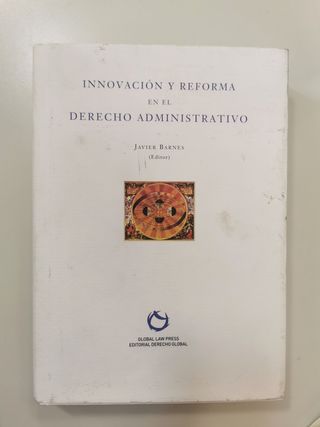 INNOVACIÓN Y REFORMA
EN EL
DERECHO ADMINISTRATIVO
JAVIER BARNES
(Editor)
GLOBAL LAW PRESS
EDITORIAL DERECHO GLOBAL